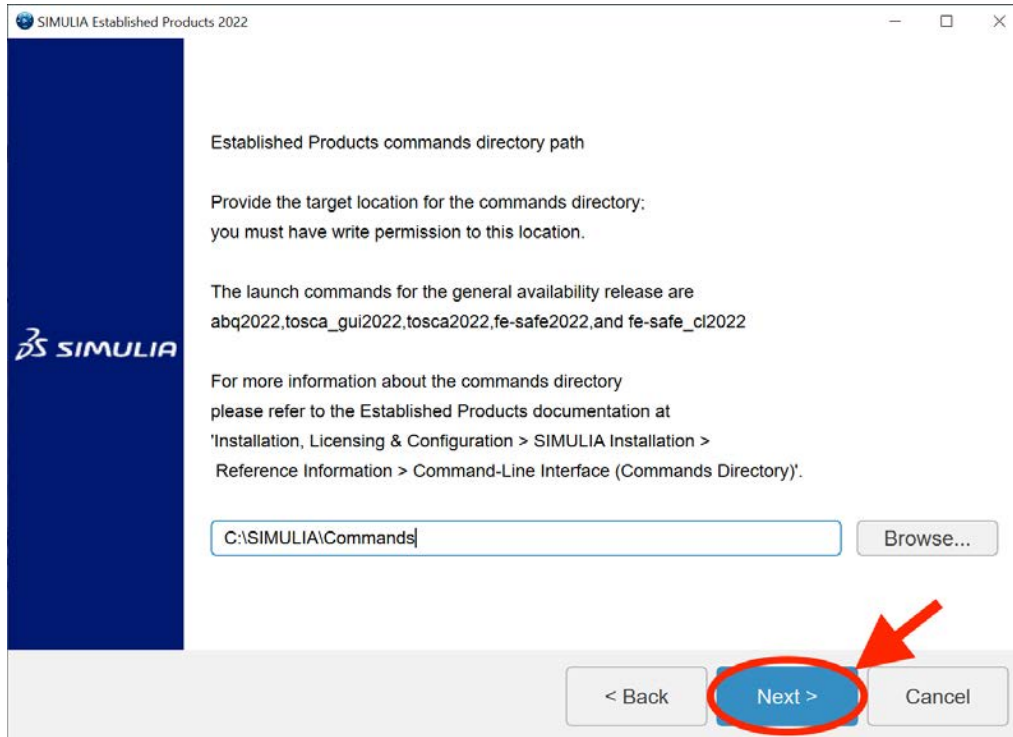 SIMULIA Established Products 2022
Established Products commands directory path
Provide the target location for the commands directory;
you must have write permission to this location.
The launch commands for the general availability release are
abq2022,tosca_gui2022,tosca2022,fe-safe2022,and fe-safe_cl2022
For more information about the commands directory
please refer to the Established Products documentation at
'Installation, Licensing & Configuration > SIMULIA Installation >
Reference Information > Command-Line Interface (Commands Directory)'.
3S SIMULIA
C:\SIMULIA\Commands
Browse...
< Back
Next >
Cancel